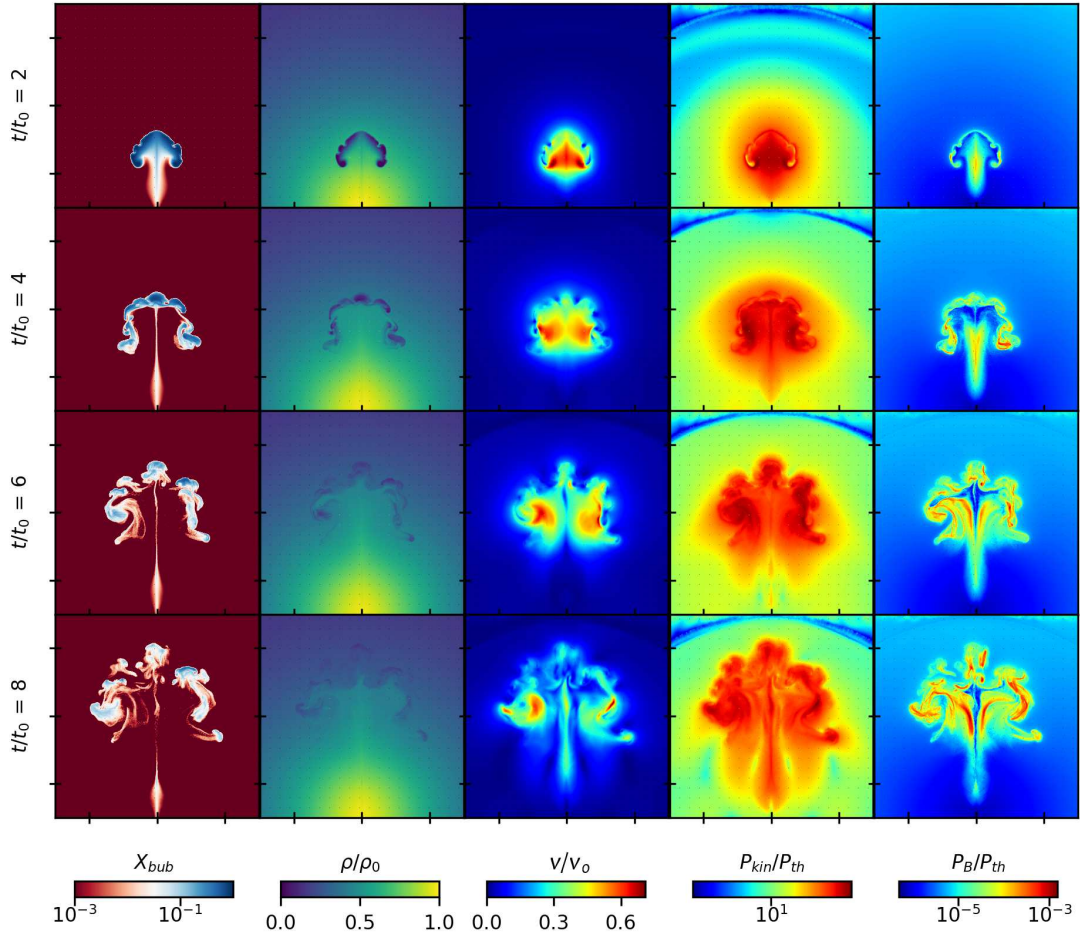 t/t₀ = 2
t/t₀ = 4
t/t₀ = 6
t/t₀ = 8
X_bub ρ/ρ₀ v/vₒ P_kin/P_th P_B/P_th
10⁻³ 10⁻¹ 0.0 0.5 1.0 0.0 0.3 0.6 10¹ 10⁻⁵ 10⁻³